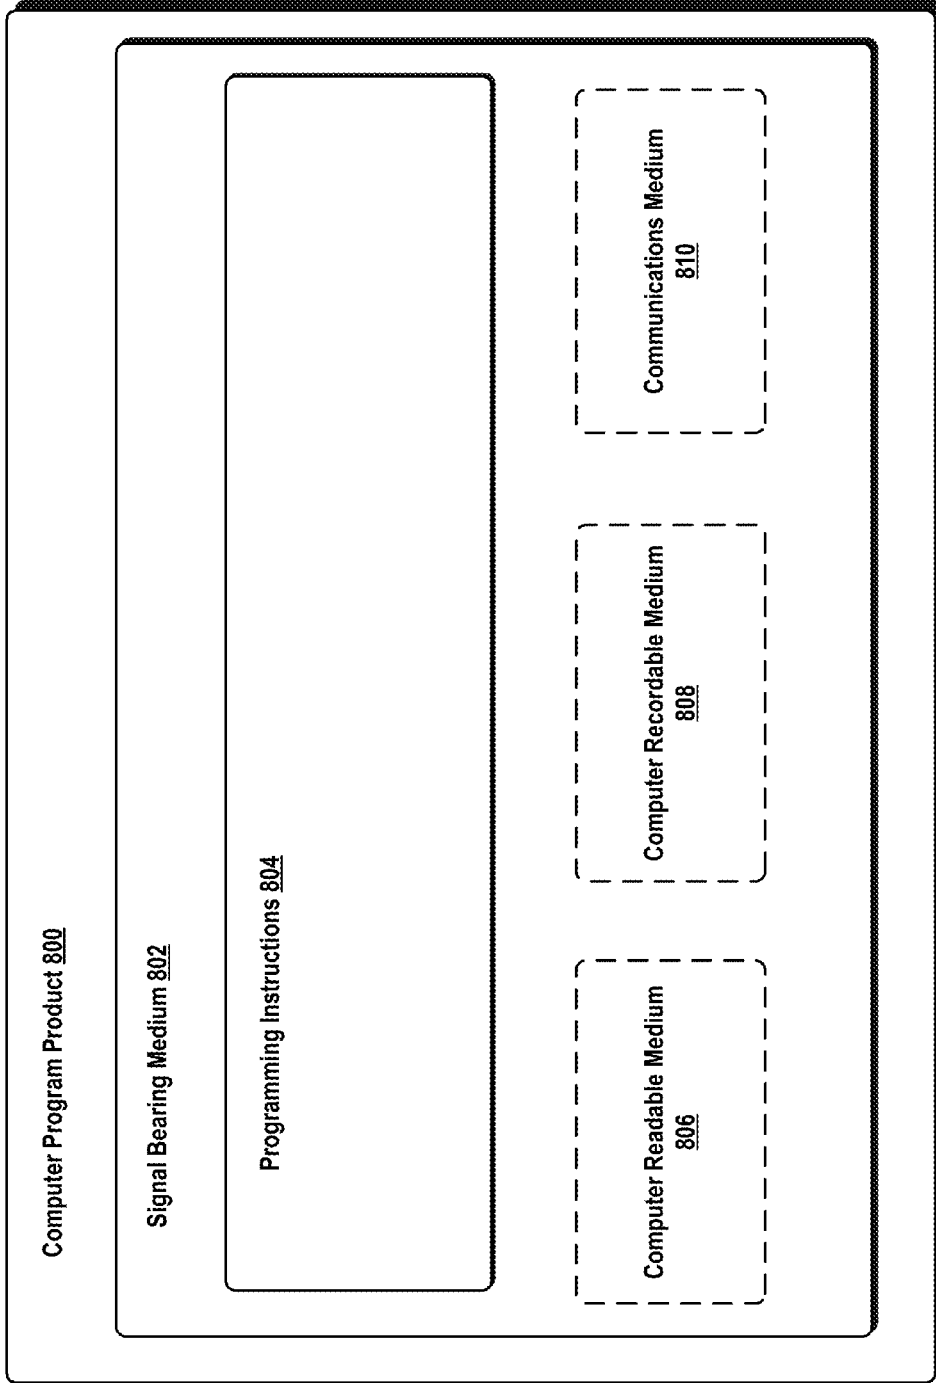 Computer Program Product 800
Signal Bearing Medium 802
Programming Instructions 804
Computer Readable Medium
806
Computer Recordable Medium
808
Communications Medium
810